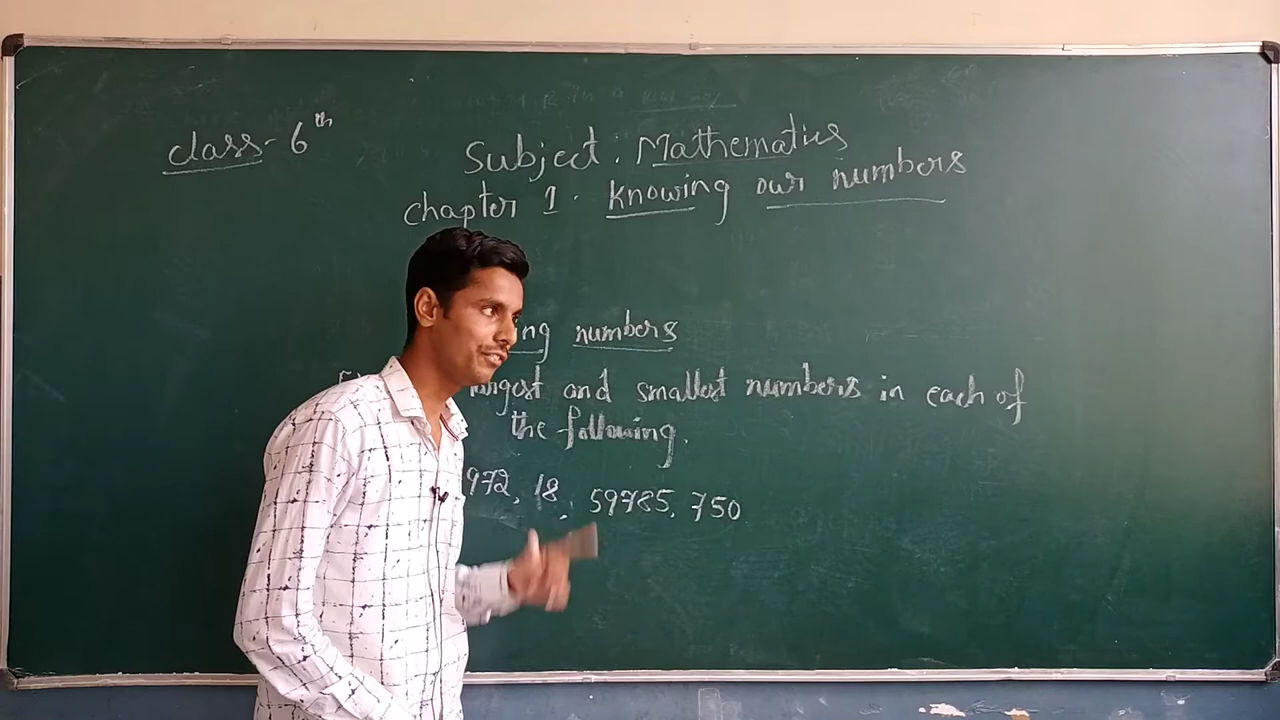 class- 6th
Subject. Mathematics
chapter 1. Knowing our numbers
ing numbers
largest and smallest numbers in each of
the following.
972, 18, 59785, 750